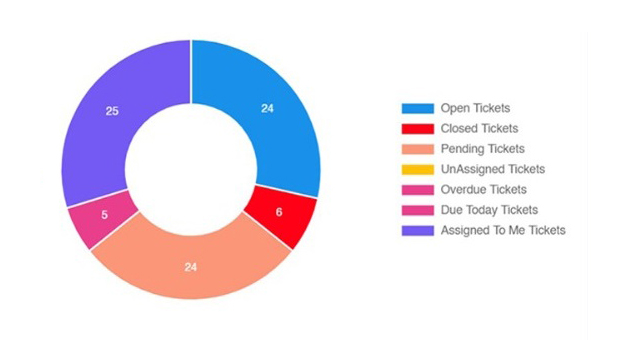 25
24
5
6
24
Open Tickets
Closed Tickets
Pending Tickets
UnAssigned Tickets
Overdue Tickets
Due Today Tickets
Assigned To Me Tickets